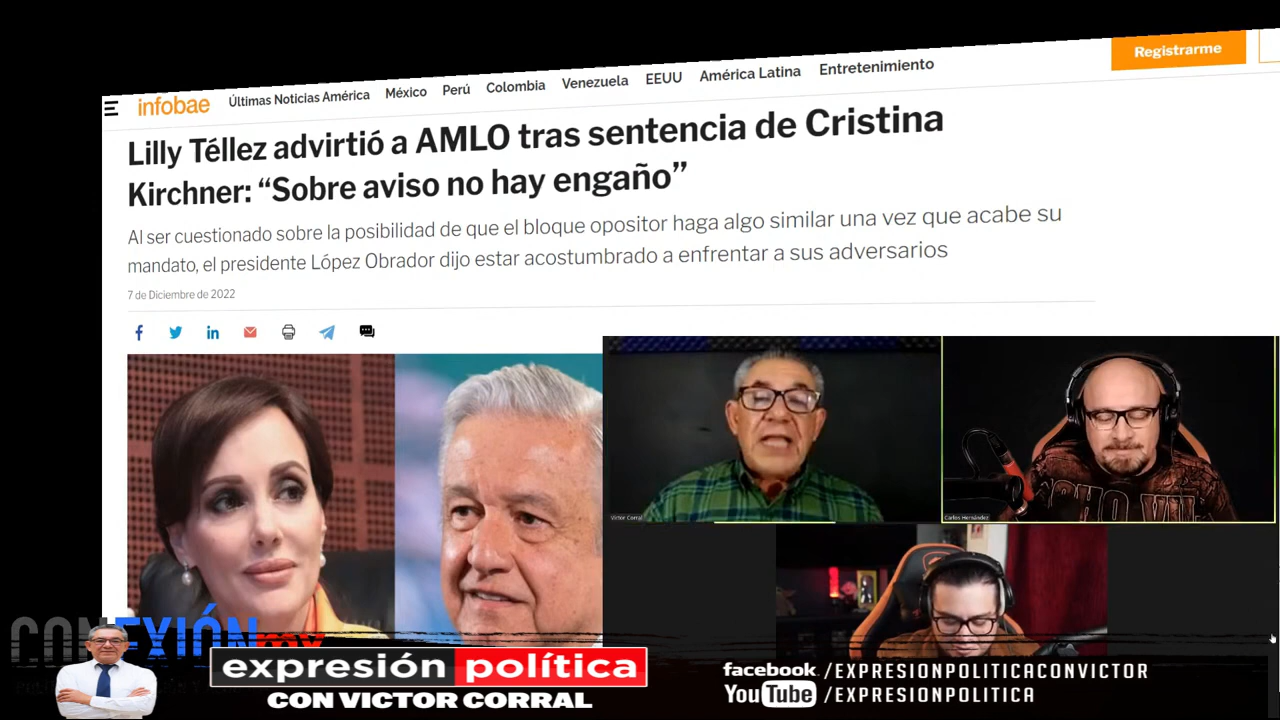 Registrarme
infobae
Últimas Noticias América México Perú Colombia Venezuela EEUU América Latina Entretenimiento
Lilly Téllez advirtió a AMLO tras sentencia de Cristina
Kirchner: “Sobre aviso no hay engaño”
Al ser cuestionado sobre la posibilidad de que el bloque opositor haga algo similar una vez que acabe su
mandato, el presidente López Obrador dijo estar acostumbrado a enfrentar a sus adversarios
7 de Diciembre de 2022
Victor Corral
Carlos Hernández
CONEXIÓN mx
expresión política
CON VICTOR CORRAL
facebook /EXPRESIONPOLITICACONVICTOR
YouTube /EXPRESIONPOLITICA